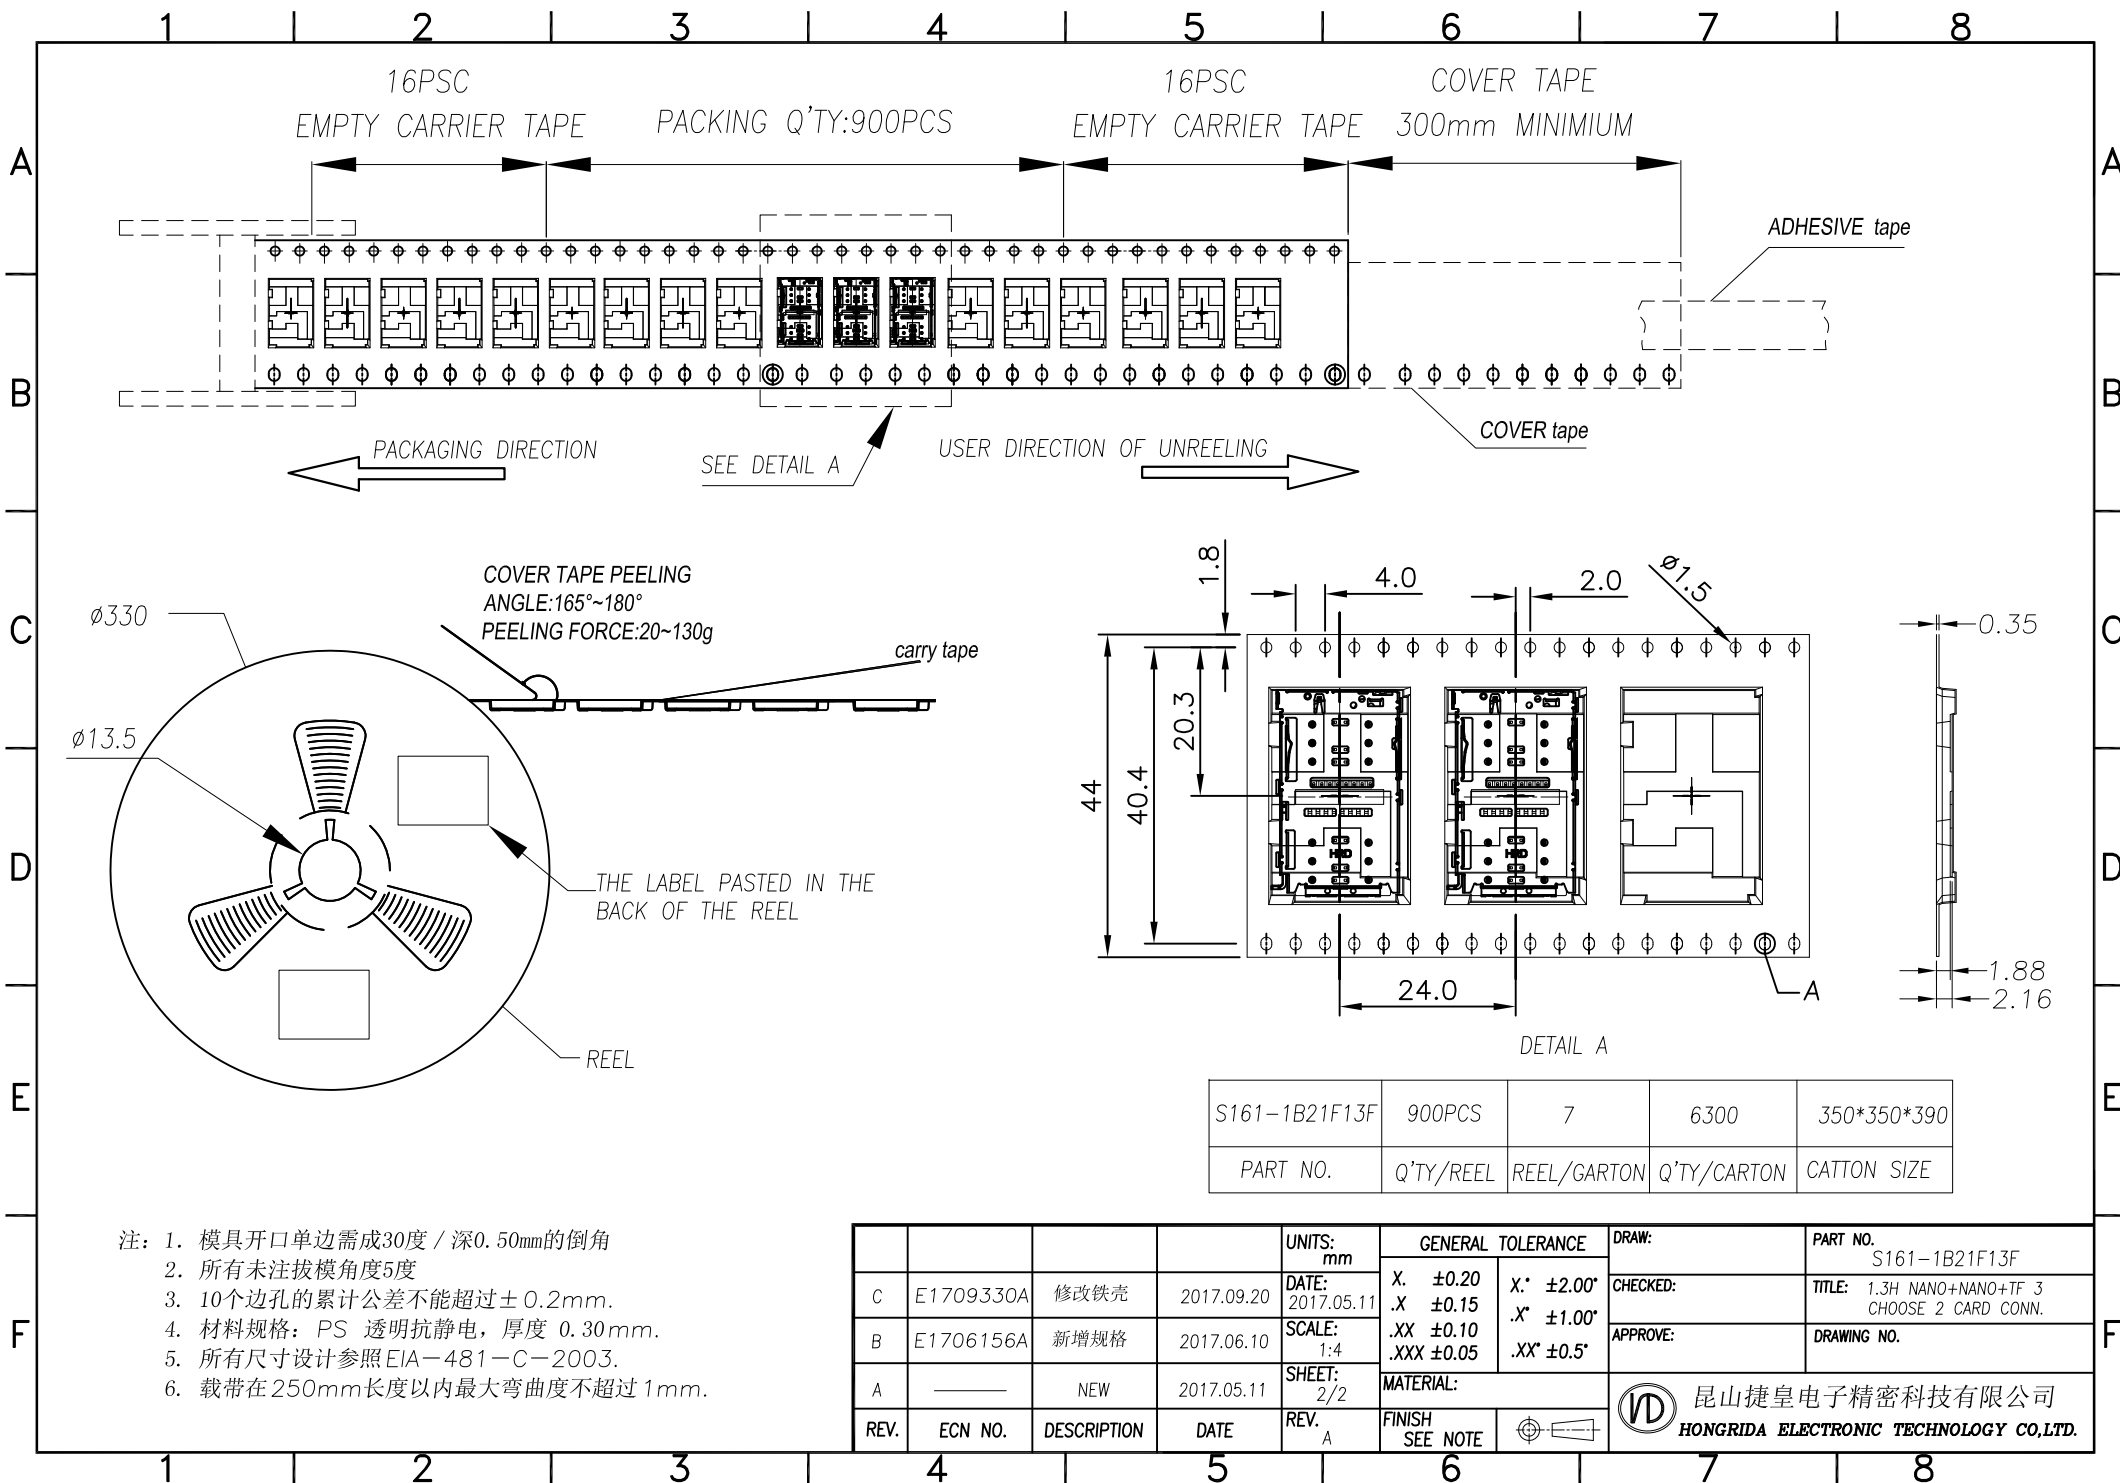 1 2 3 4 5 6 7 8
16PSC
EMPTY CARRIER TAPE
PACKING Q'TY:900PCS
16PSC
EMPTY CARRIER TAPE
COVER TAPE
300mm MINIMIUM
A A
ADHESIVE tape
B B
COVER tape
PACKAGING DIRECTION
SEE DETAIL A
USER DIRECTION OF UNREELING
COVER TAPE PEELING
ANGLE:165°~180°
PEELING FORCE:20~130g
carry tape
ø330
ø13.5
C C
1.8
4.0
2.0
ø1.5
0.35
20.3
40.4
44
HRD
HRD
D D
THE LABEL PASTED IN THE
BACK OF THE REEL
24.0
A
1.88
2.16
REEL
DETAIL A
E E
S161-1B21F13F 900PCS 7 6300 350*350*390
PART NO. Q'TY/REEL REEL/GARTON Q'TY/CARTON CATTON SIZE
注: 1. 模具开口单边需成30度/深0.50mm的倒角
2. 所有未注拔模角度5度
3. 10个边孔的累计公差不能超过±0.2mm.
4. 材料规格: PS 透明抗静电，厚度 0.30mm.
5. 所有尺寸设计参照EIA-481-C-2003.
6. 载带在250mm长度以内最大弯曲度不超过1mm.
F F
C E1709330A 修改铁壳 2017.09.20
B E1706156A 新增规格 2017.06.10
A ——— NEW 2017.05.11
REV. ECN NO. DESCRIPTION DATE
UNITS:
mm
DATE:
2017.05.11
SCALE:
1:4
SHEET:
2/2
REV.
A
GENERAL TOLERANCE
X. ±0.20 X.° ±2.00°
.X ±0.15 .X° ±1.00°
.XX ±0.10
.XXX ±0.05 .XX° ±0.5°
MATERIAL:
FINISH
SEE NOTE
DRAW:
CHECKED:
APPROVE:
PART NO.
S161-1B21F13F
TITLE: 1.3H NANO+NANO+TF 3
CHOOSE 2 CARD CONN.
DRAWING NO.
昆山捷皇电子精密科技有限公司
HONGRIDA ELECTRONIC TECHNOLOGY CO,LTD.
1 2 3 4 5 6 7 8